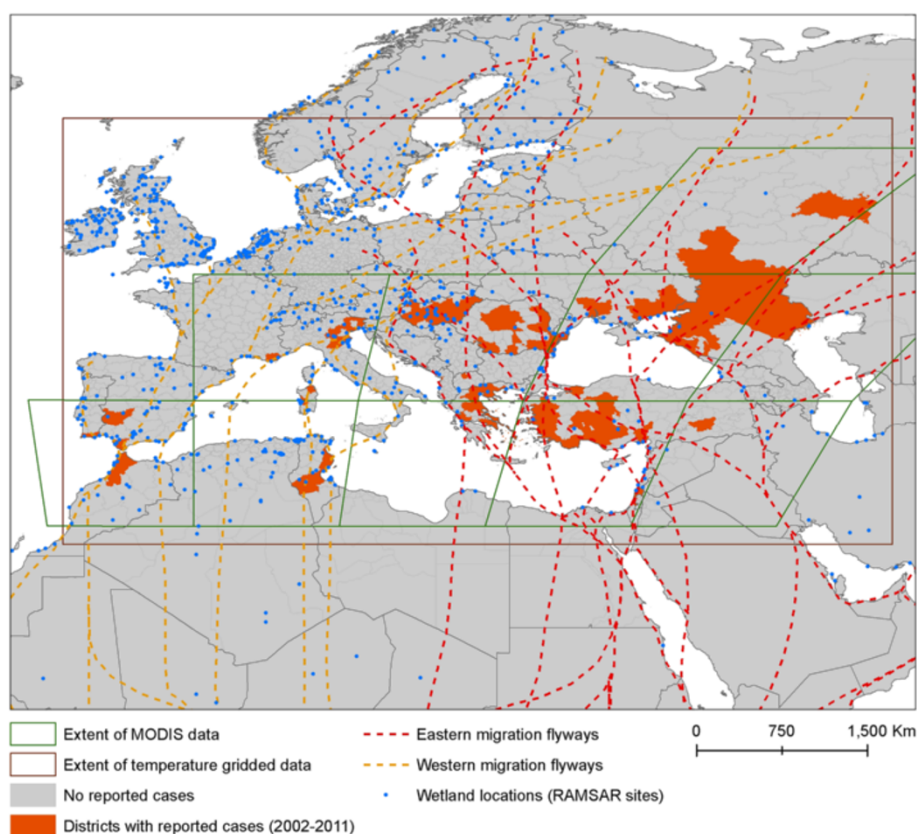 Extent of MODIS data
Extent of temperature gridded data
No reported cases
Districts with reported cases (2002-2011)
Eastern migration flyways
Western migration flyways
Wetland locations (RAMSAR sites)
0 750 1,500 Km